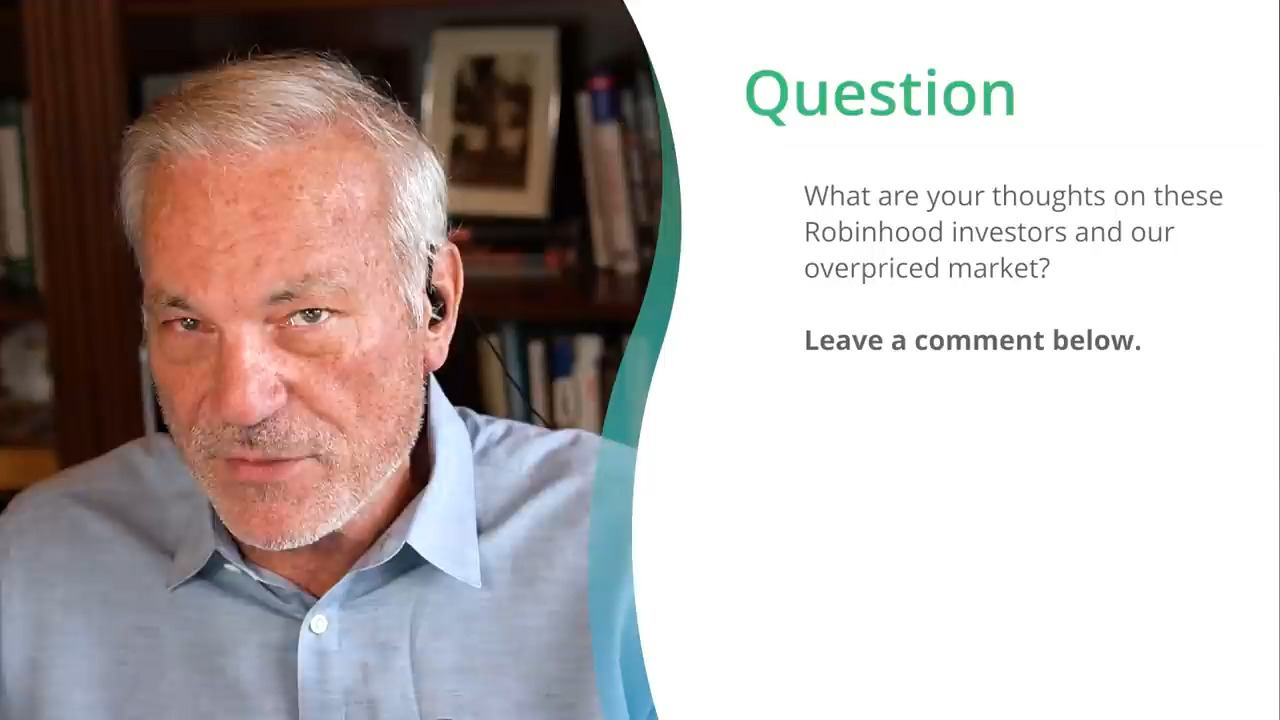 Question
What are your thoughts on these
Robinhood investors and our
overpriced market?
Leave a comment below.